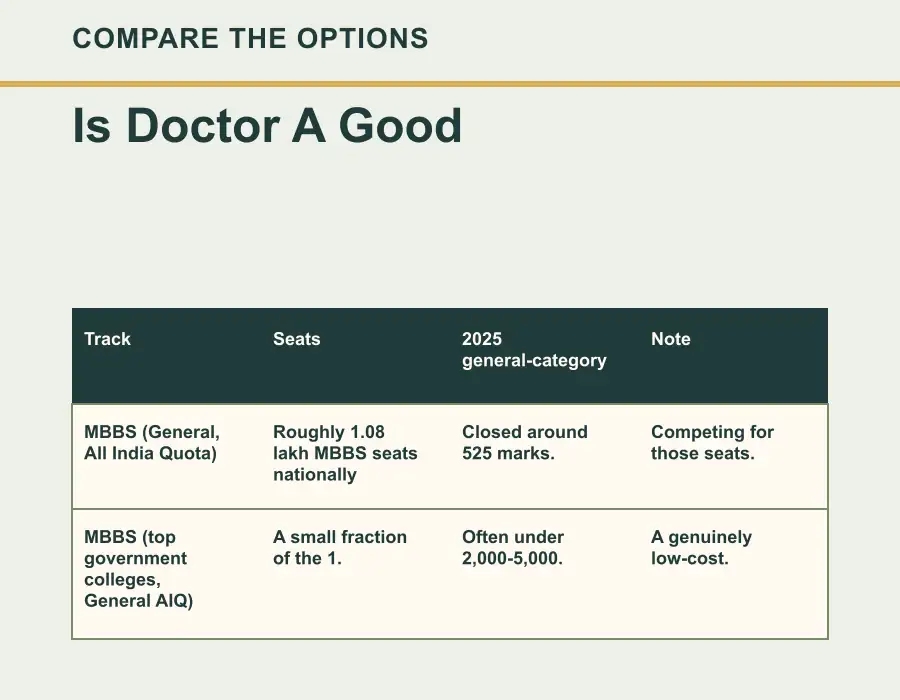 COMPARE THE OPTIONS
Is Doctor A Good
Track
Seats
2025
general-category
Note
MBBS (General,
All India Quota)
Roughly 1.08
lakh MBBS seats
nationally
Closed around
525 marks.
Competing for
those seats.
MBBS (top
government
colleges,
General AIQ)
A small fraction
of the 1.
Often under
2,000-5,000.
A genuinely
low-cost.